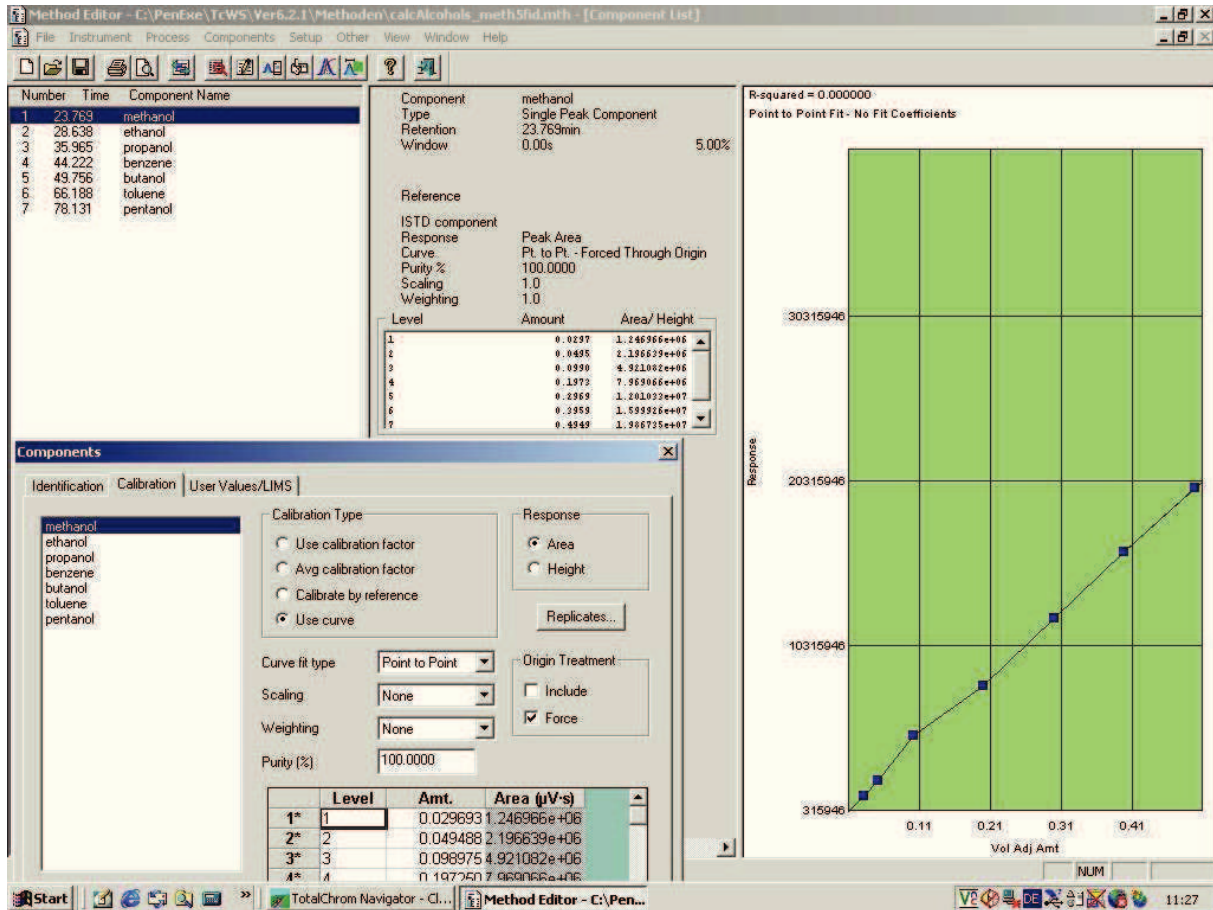 Method Editor - C:\PenExe\TcWS\Ver6.2.1\Methoden\calcAlcohols_meth5fid.mth - [Component List]
File Instrument Process Components Setup Other View Window Help
Number Time Component Name
1 23.769 methanol
2 28.638 ethanol
3 35.965 propanol
4 44.222 benzene
5 49.756 butanol
6 66.188 toluene
7 78.131 pentanol
Component methanol
Type Single Peak Component
Retention 23.769min
Window 0.00s 5.00%
Reference
ISTD component
Response Peak Area
Curve Pt. to Pt. - Forced Through Origin
Purity % 100.0000
Scaling 1.0
Weighting 1.0
Level Amount Area/ Height
1 0.0297 1.246966e+06
2 0.0495 2.196639e+06
3 0.0990 4.921082e+06
4 0.1973 7.969066e+06
5 0.2969 1.201033e+07
6 0.3959 1.599926e+07
7 0.4949 1.986735e+07
R-squared = 0.000000
Point to Point Fit - No Fit Coefficients
30315946
20315946
10315946
315946
Response
0.11 0.21 0.31 0.41
Vol Adj Amt
Components
Identification Calibration User Values/LIMS
methanol
ethanol
propanol
benzene
butanol
toluene
pentanol
Calibration Type
Use calibration factor
Avg calibration factor
Calibrate by reference
Use curve
Response
Area
Height
Replicates...
Curve fit type Point to Point
Scaling None
Weighting None
Purity (%) 100.0000
Origin Treatment
Include
Force
Level Amt. Area (µV·s)
1* 1 0.029693 1.246966e+06
2* 2 0.049488 2.196639e+06
3* 3 0.098975 4.921082e+06
4* 4 0.197250 7.969066e+06
NUM
Start
TotalChrom Navigator - Cl...
Method Editor - C:\Pen...
DE
11:27